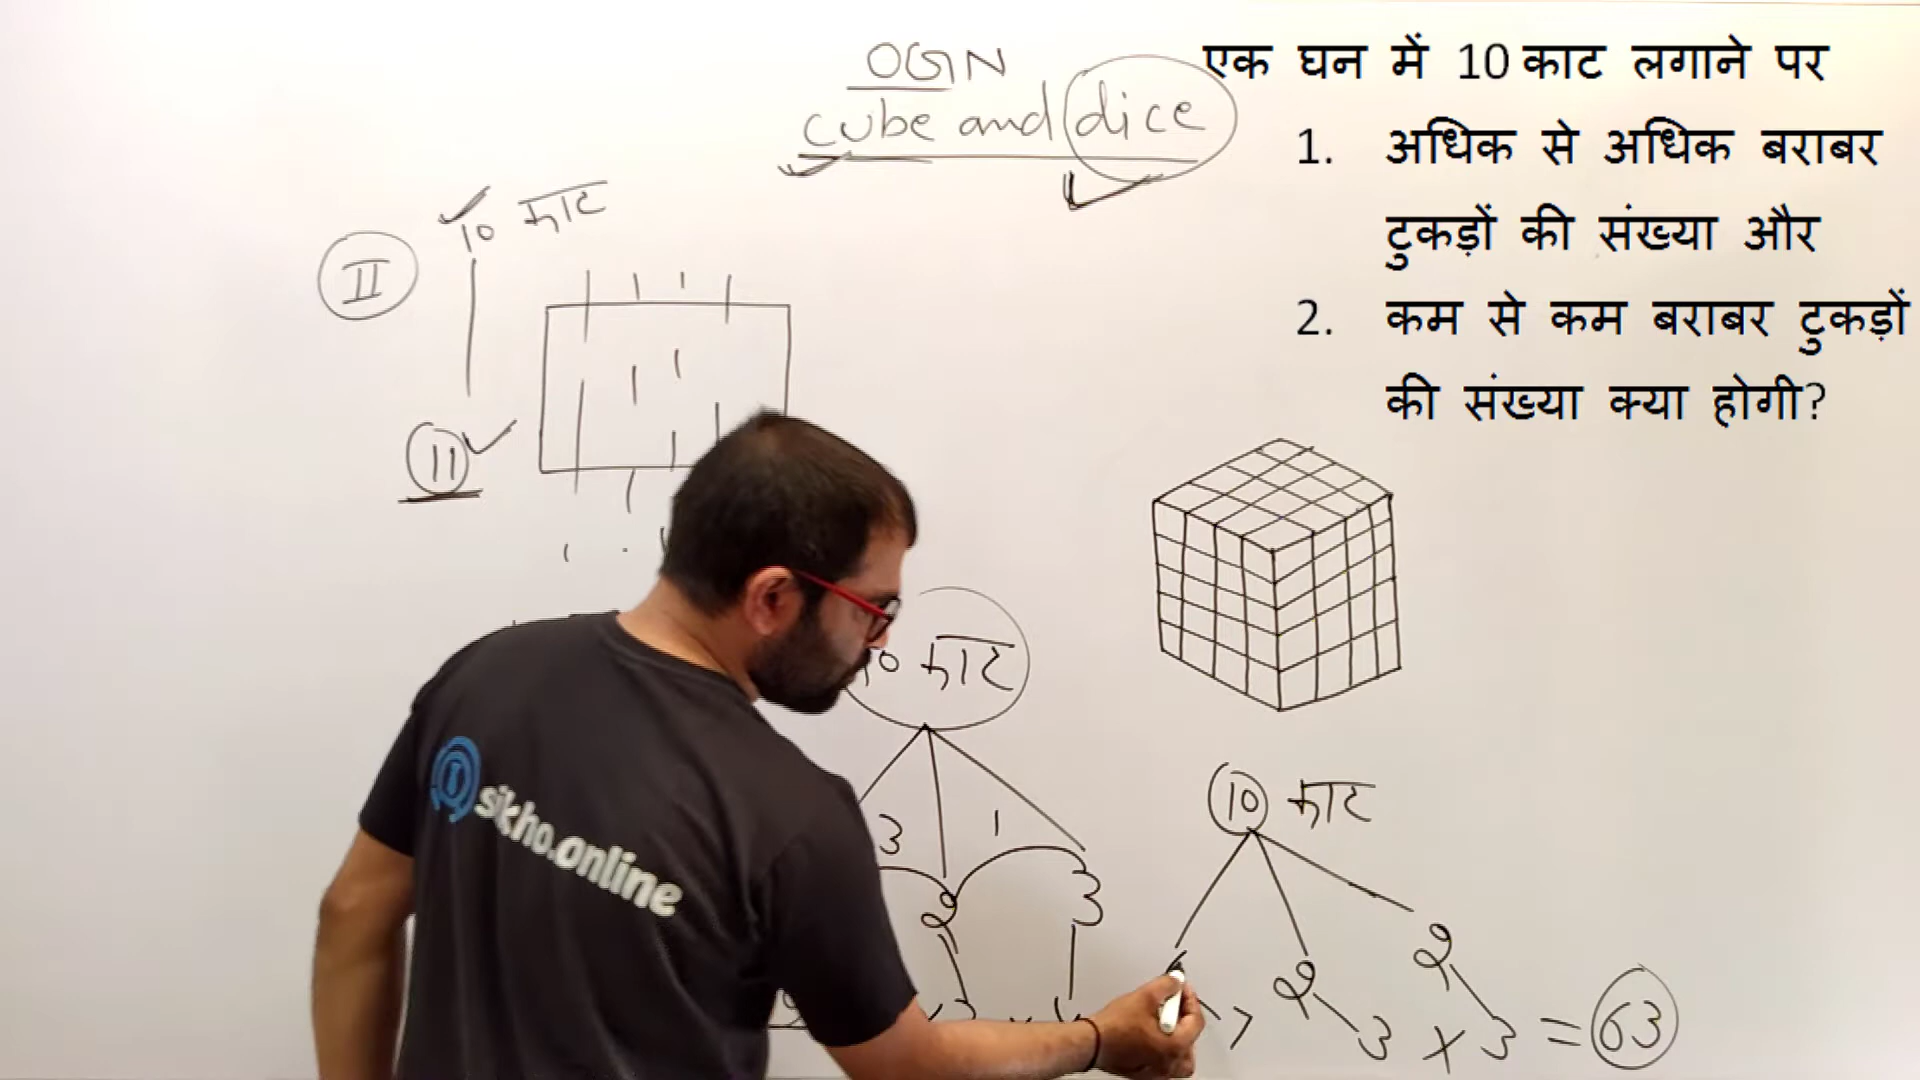 OGN
cube and dice
एक घन में 10 काट लगाने पर
1. अधिक से अधिक बराबर
टुकड़ों की संख्या और
2. कम से कम बराबर टुकड़ों
की संख्या क्या होगी?
II
10 काट
11
10 काट
3 1
2 3
10 काट
2 2
7 3 x 3 = 63
sikho.online